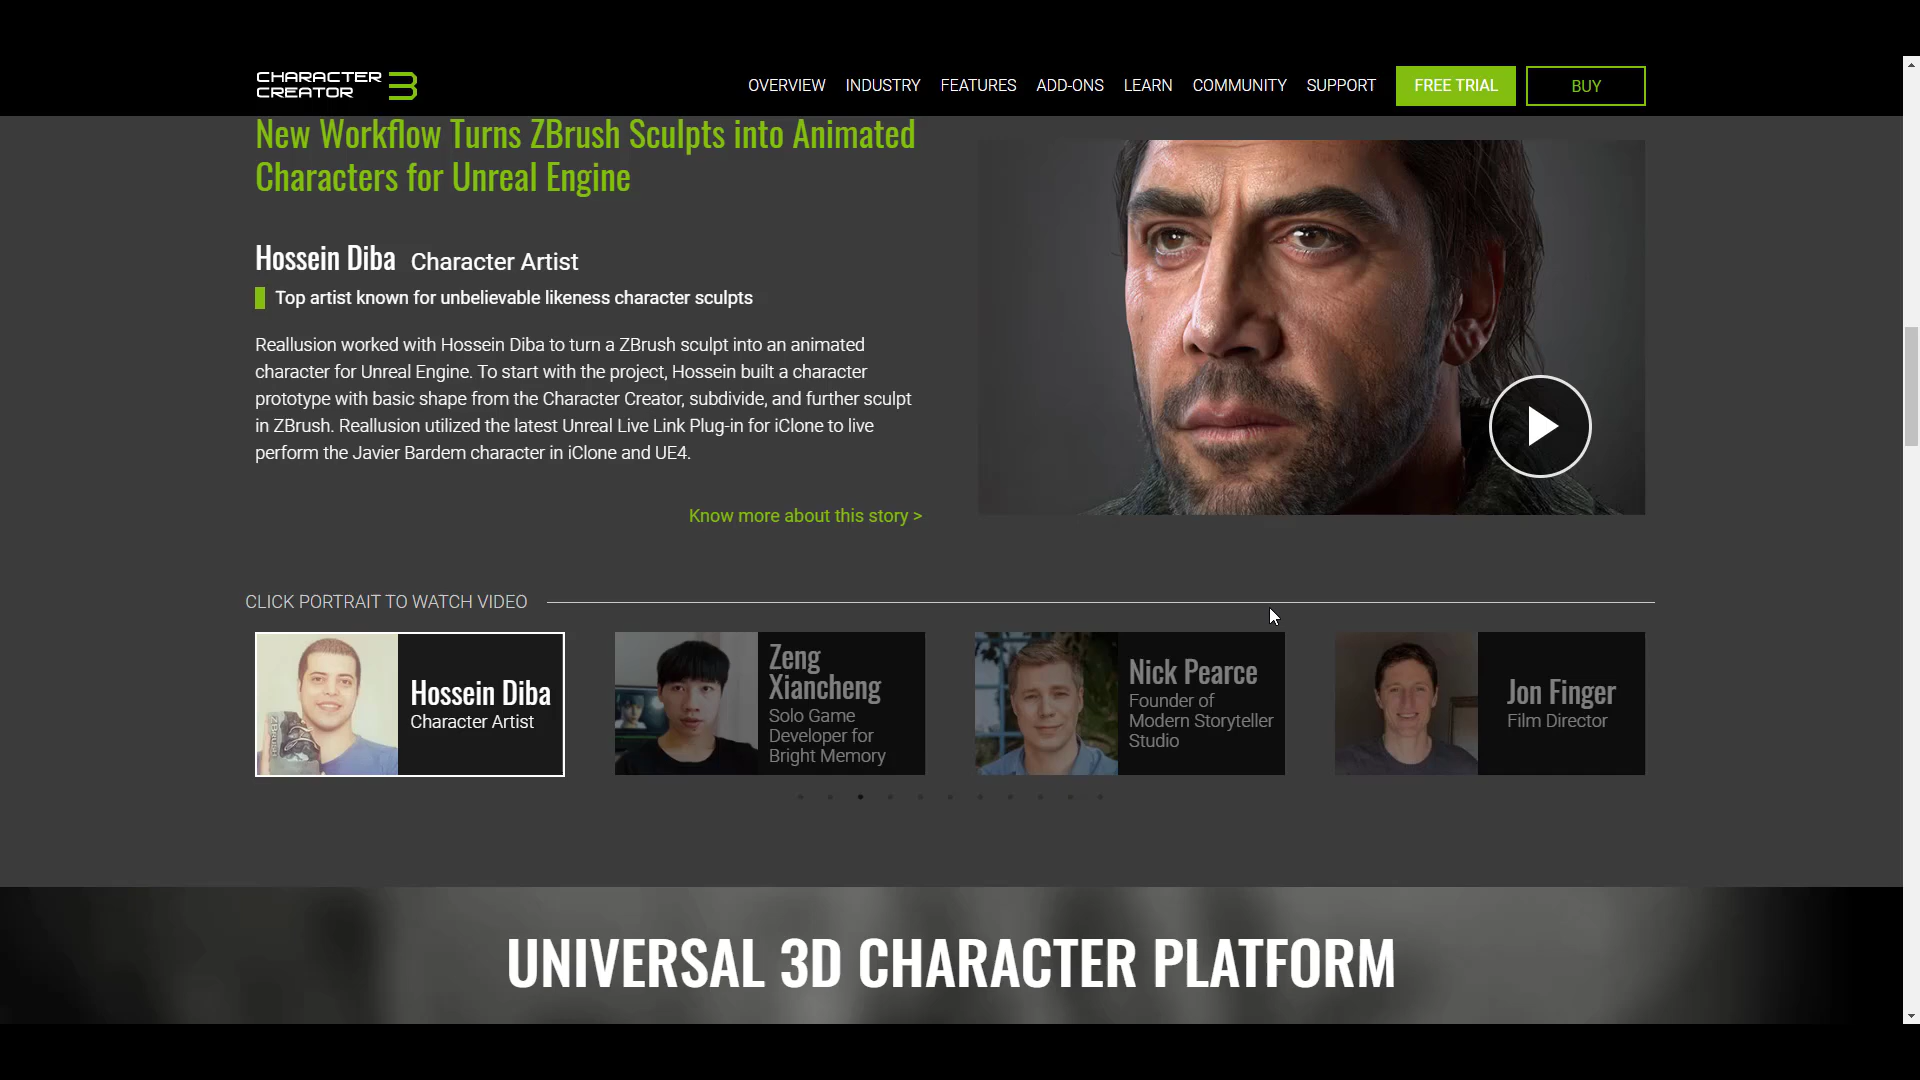 CHARACTER
CREATOR 3
OVERVIEW INDUSTRY FEATURES ADD-ONS LEARN COMMUNITY SUPPORT FREE TRIAL BUY
New Workflow Turns ZBrush Sculpts into Animated
Characters for Unreal Engine
Hossein Diba Character Artist
Top artist known for unbelievable likeness character sculpts
Reallusion worked with Hossein Diba to turn a ZBrush sculpt into an animated
character for Unreal Engine. To start with the project, Hossein built a character
prototype with basic shape from the Character Creator, subdivide, and further sculpt
in ZBrush. Reallusion utilized the latest Unreal Live Link Plug-in for iClone to live
perform the Javier Bardem character in iClone and UE4.
Know more about this story >
CLICK PORTRAIT TO WATCH VIDEO
Hossein Diba
Character Artist
Zeng
Xiancheng
Solo Game
Developer for
Bright Memory
Nick Pearce
Founder of
Modern Storyteller
Studio
Jon Finger
Film Director
UNIVERSAL 3D CHARACTER PLATFORM